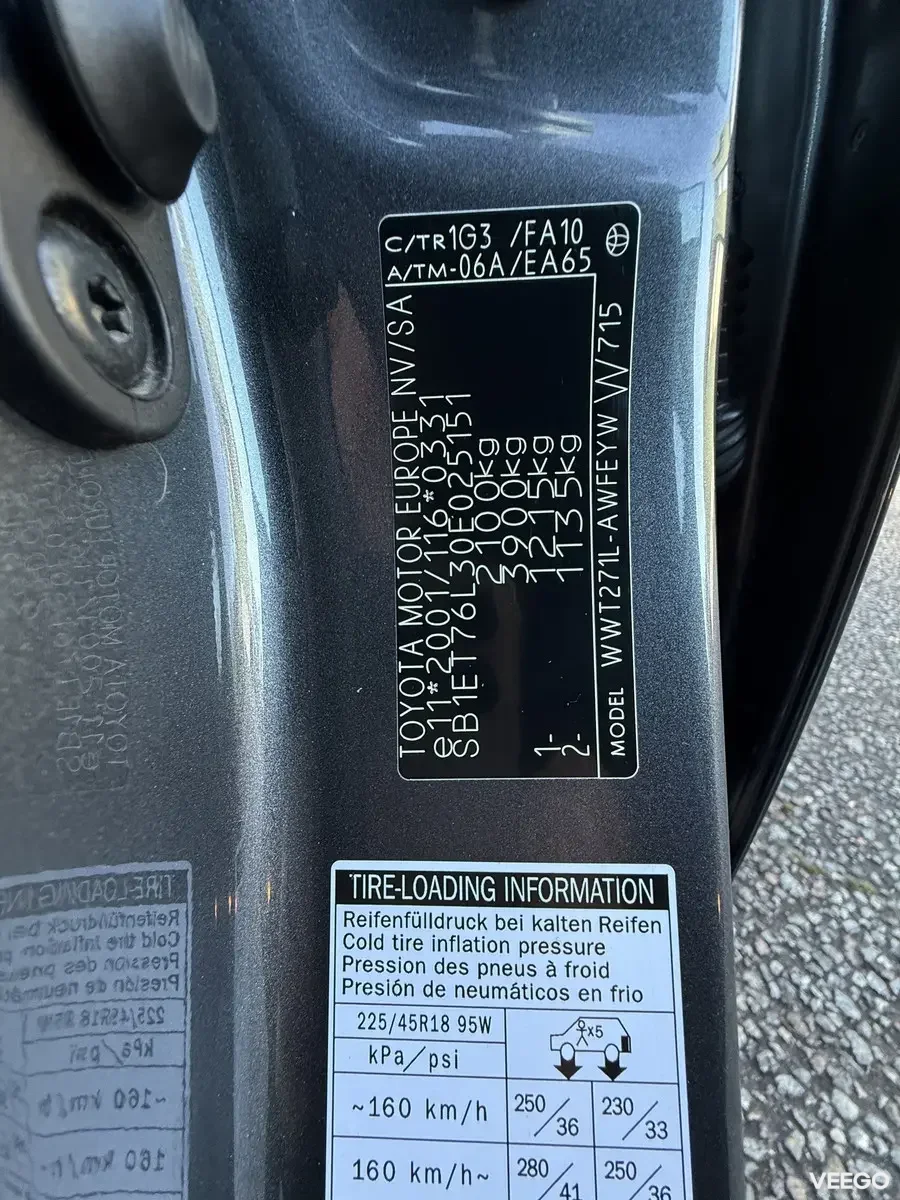 C/TR 1G3 /FA10
A/TM -06A/EA65
TOYOTA MOTOR EUROPE NV/SA
e11*2001/116*0331
SB1ET76L30E025151
2100kg
3900kg
1- 1215kg
2- 1135kg
MODEL WWT271L-AWFEYW W/715
TIRE-LOADING INFORMATION
Reifenfülldruck bei kalten Reifen
Cold tire inflation pressure
Pression des pneus à froid
Presión de neumáticos en frio
225/45R18 95W
x5
kPa/psi
~160 km/h 250/36 230/33
160 km/h~ 280/41 250/36
VEEGO